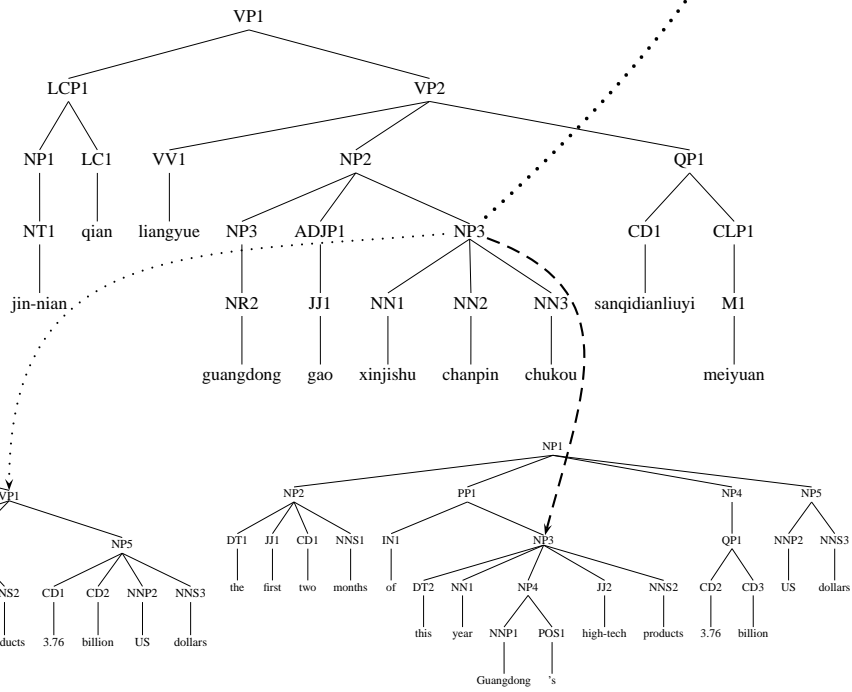 VP1
LCP1 VP2
NP1 LC1 VV1 NP2 QP1
NT1 qian liangyue NP3 ADJP1 NP3 CD1 CLP1
jin-nian NR2 JJ1 NN1 NN2 NN3 sanqidianliuyi M1
guangdong gao xinjishu chanpin chukou meiyuan
NP1
VP1 NP2 PP1 NP4 NP5
NP5 DT1 JJ1 CD1 NNS1 IN1 NP3 QP1 NNP2 NNS3
NS2 CD1 CD2 NNP2 NNS3 the first two months of DT2 NN1 NP4 JJ2 NNS2 CD2 CD3 US dollars
ducts 3.76 billion US dollars this year NNP1 POS1 high-tech products 3.76 billion
Guangdong 's